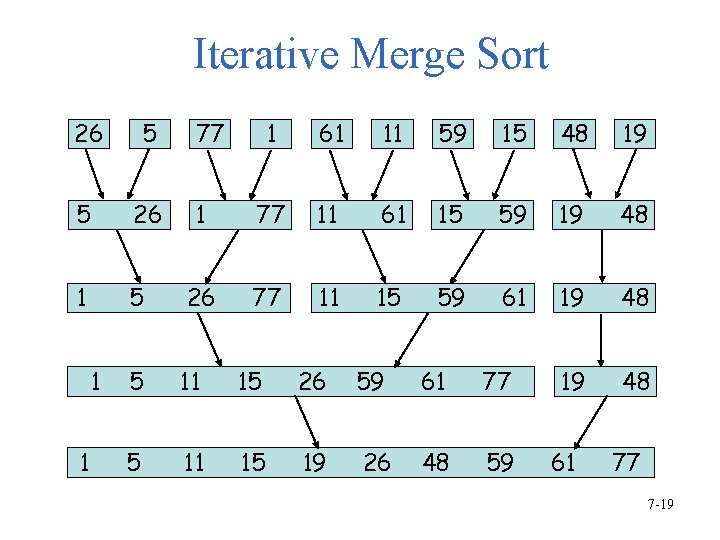 Iterative Merge Sort
26 5 77 1 61 11 59 15 48 19
5 26 1 77 11 61 15 59 19 48
1 5 26 77 11 15 59 61 19 48
1 5 11 15 26 59 61 77 19 48
1 5 11 15 19 26 48 59 61 77
7-19